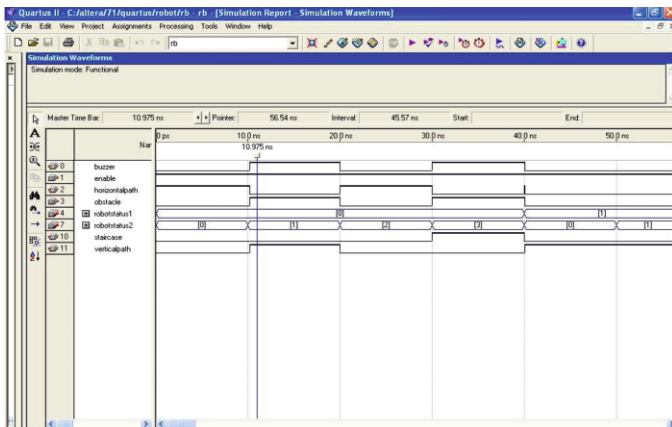 Quartus II - C:/altera/71/quartus/robot/rb - rb - [Simulation Report - Simulation Waveforms]
File Edit View Project Assignments Processing Tools Window Help
rb
Simulation Waveforms
Simulation mode: Functional
Master Time Bar: 10.975 ns Pointer: 56.54 ns Interval: 45.57 ns Start: End:
Nar
0 ps 10.0 ns 20.0 ns 30.0 ns 40.0 ns 50.0 ns
10.975 ns
0 buzzer
1 enable
2 horizontalpath
3 obstacle
4 robotstatus1 [0] [1]
7 robotstatus2 [0] [1] [2] [3] [0] [1]
10 staircase
11 verticalpath